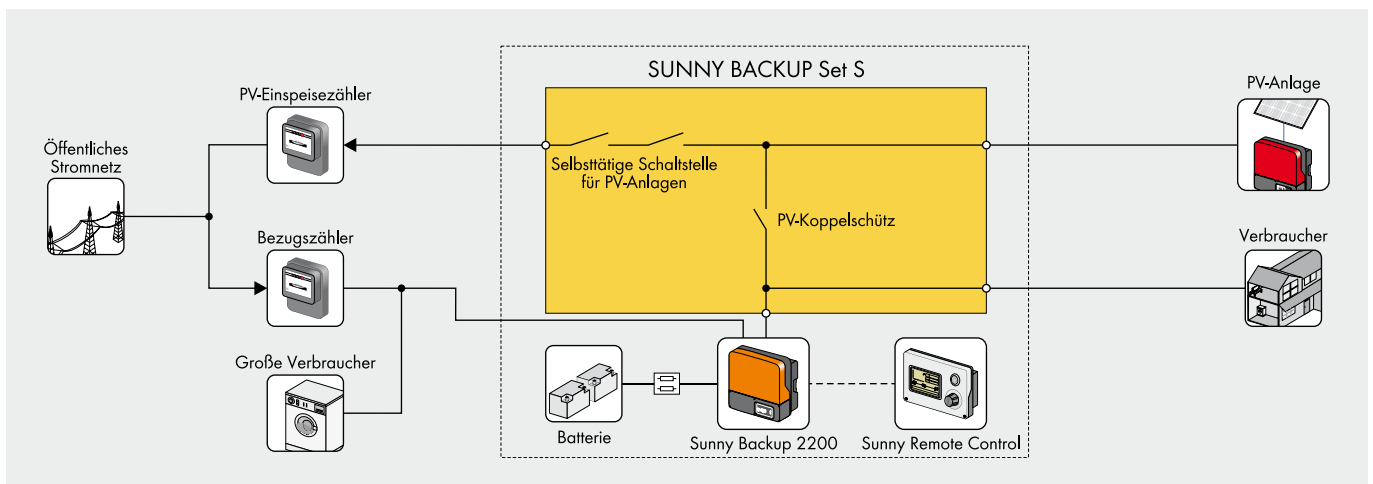 SUNNY BACKUP Set S
PV-Einspeisezähler
PV-Anlage
Öffentliches
Stromnetz
Selbsttätige Schaltstelle
für PV-Anlagen
PV-Koppelschütz
Bezugszähler
Verbraucher
Große Verbraucher
Batterie
Sunny Backup 2200
Sunny Remote Control